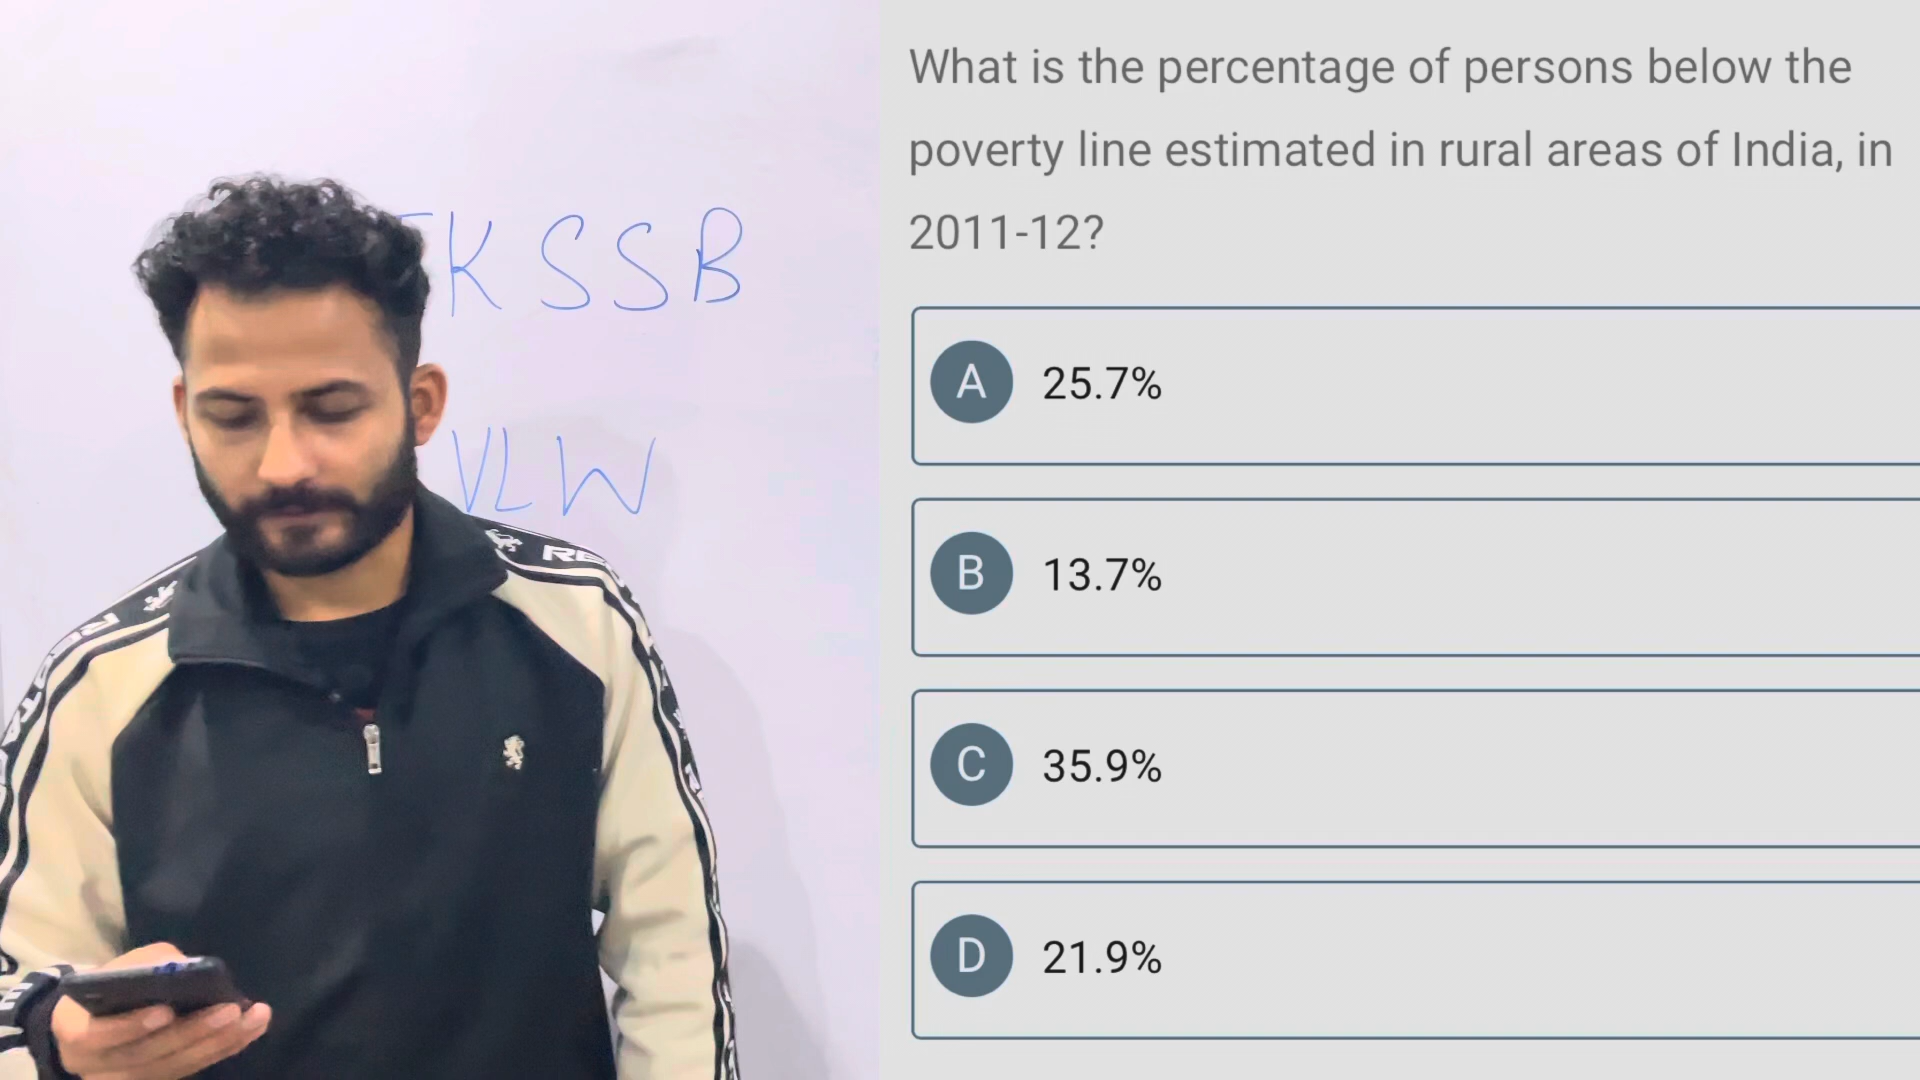 KSSB
VLW
What is the percentage of persons below the
poverty line estimated in rural areas of India, in
2011-12?
A 25.7%
B 13.7%
C 35.9%
D 21.9%